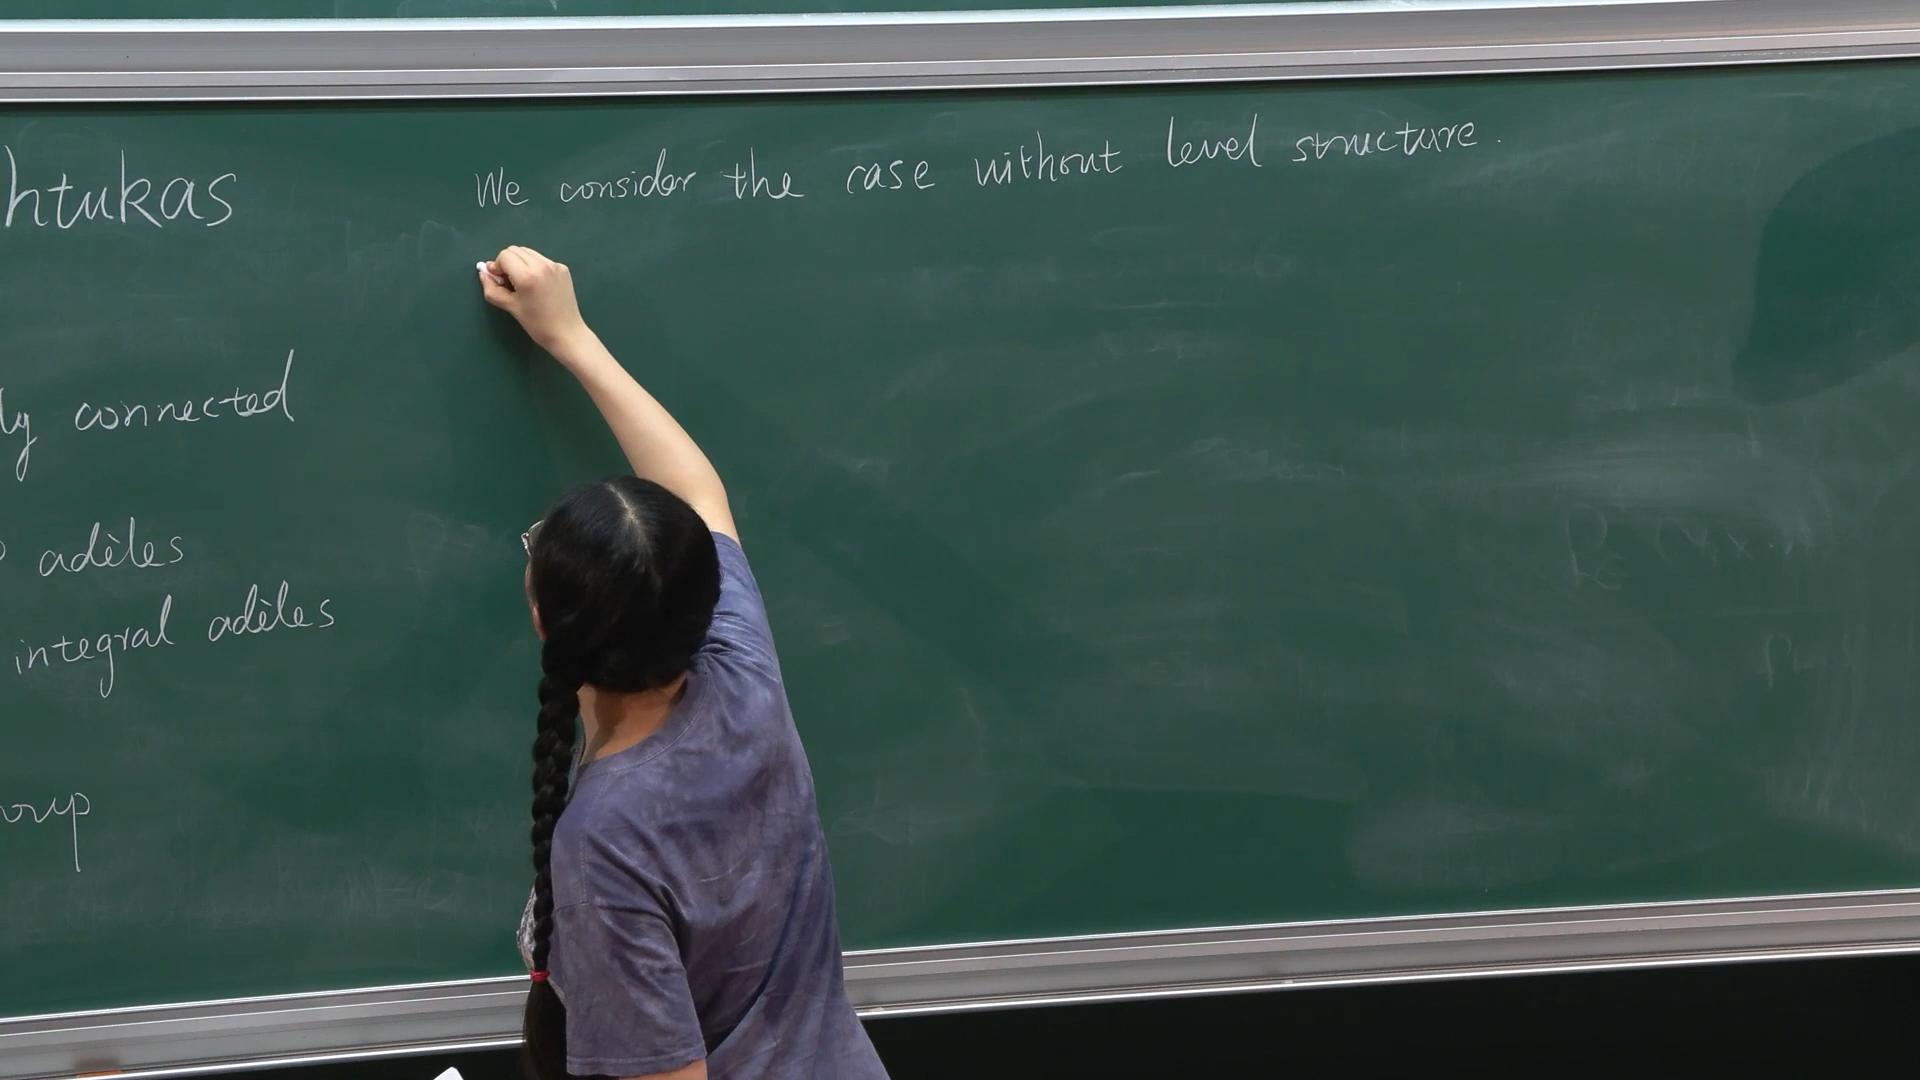 htukas
We consider the case without level structure.
ly connected
adèles
integral adèles
oup